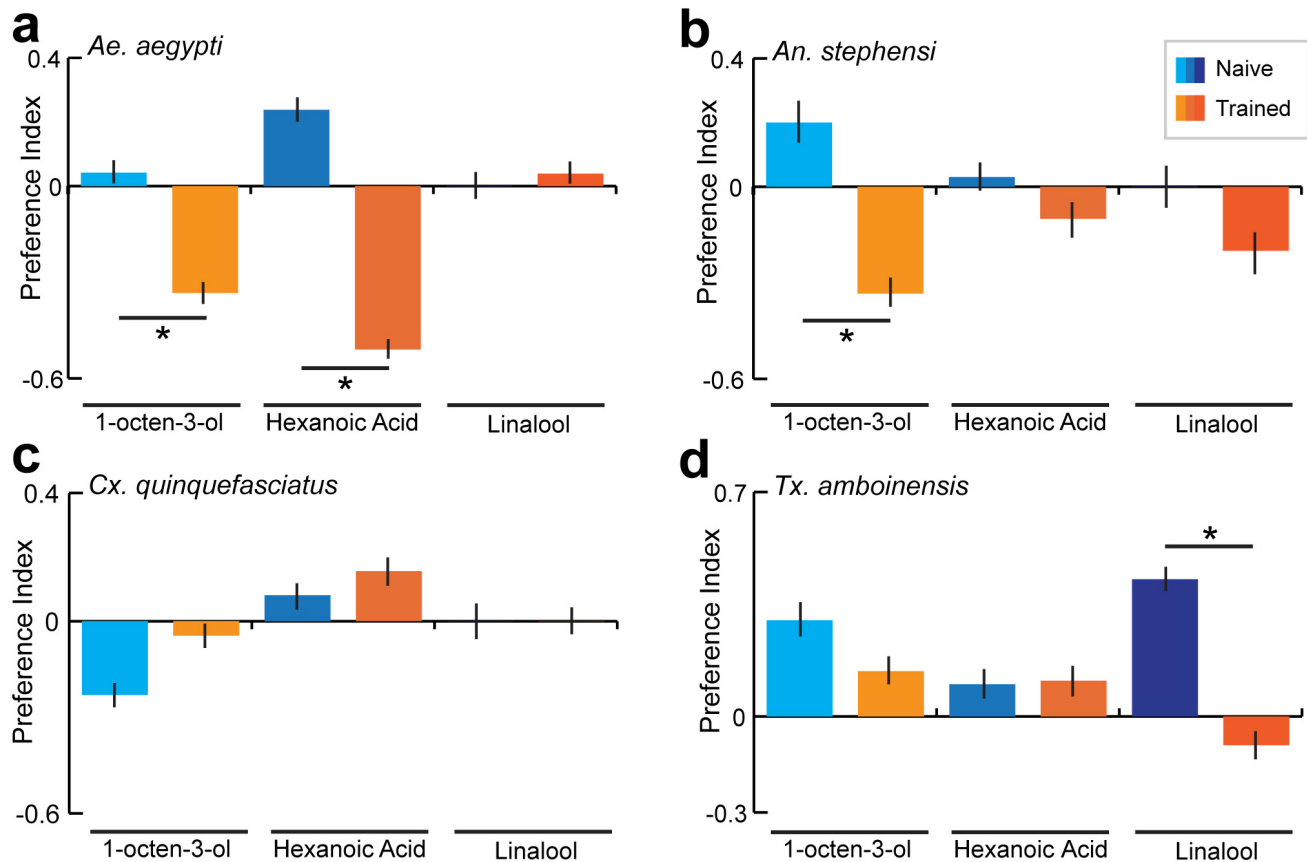 a
Ae. aegypti
0.4
0
-0.6
Preference Index
*
*
1-octen-3-ol
Hexanoic Acid
Linalool
b
An. stephensi
Naive
Trained
0.4
0
-0.6
Preference Index
*
1-octen-3-ol
Hexanoic Acid
Linalool
c
Cx. quinquefasciatus
0.4
0
-0.6
Preference Index
1-octen-3-ol
Hexanoic Acid
Linalool
d
Tx. amboinensis
0.7
0
-0.3
Preference Index
*
1-octen-3-ol
Hexanoic Acid
Linalool